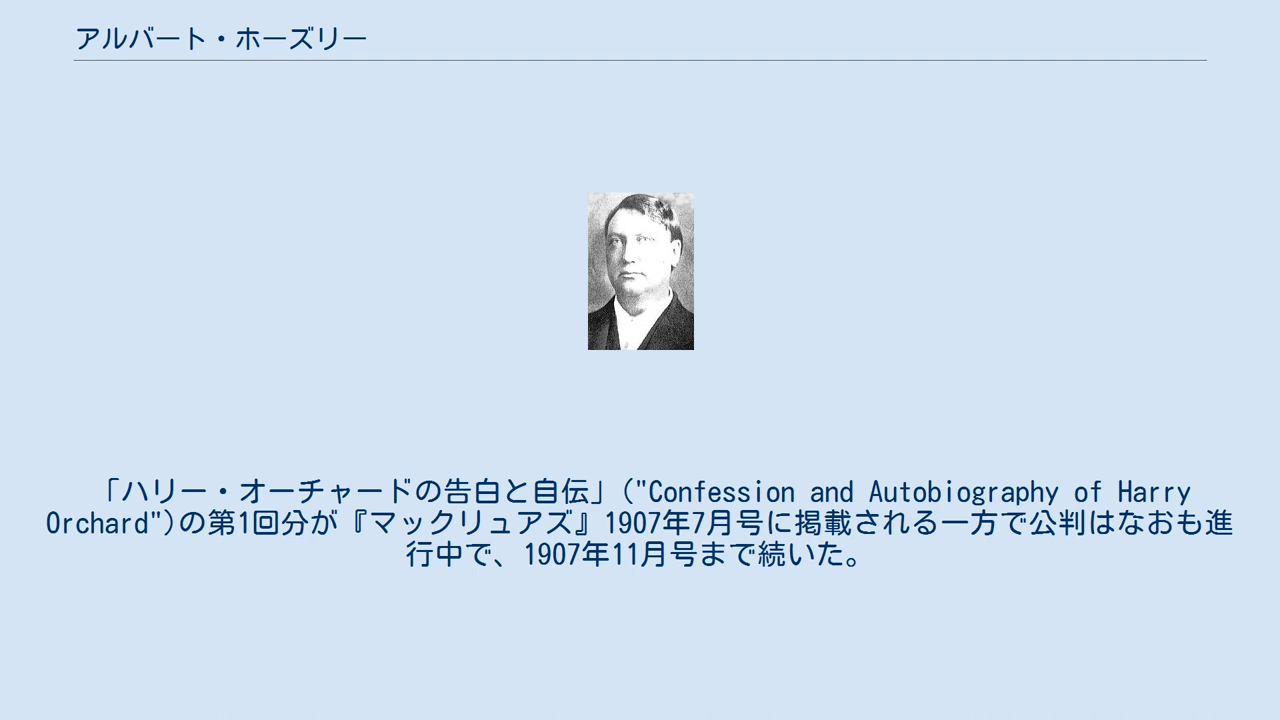 アルバート・ホーズリー
「ハリー・オーチャードの告白と自伝」("Confession and Autobiography of Harry
Orchard")の第1回分が『マックリュアズ』1907年7月号に掲載される一方で公判はなおも進
行中で、1907年11月号まで続いた。